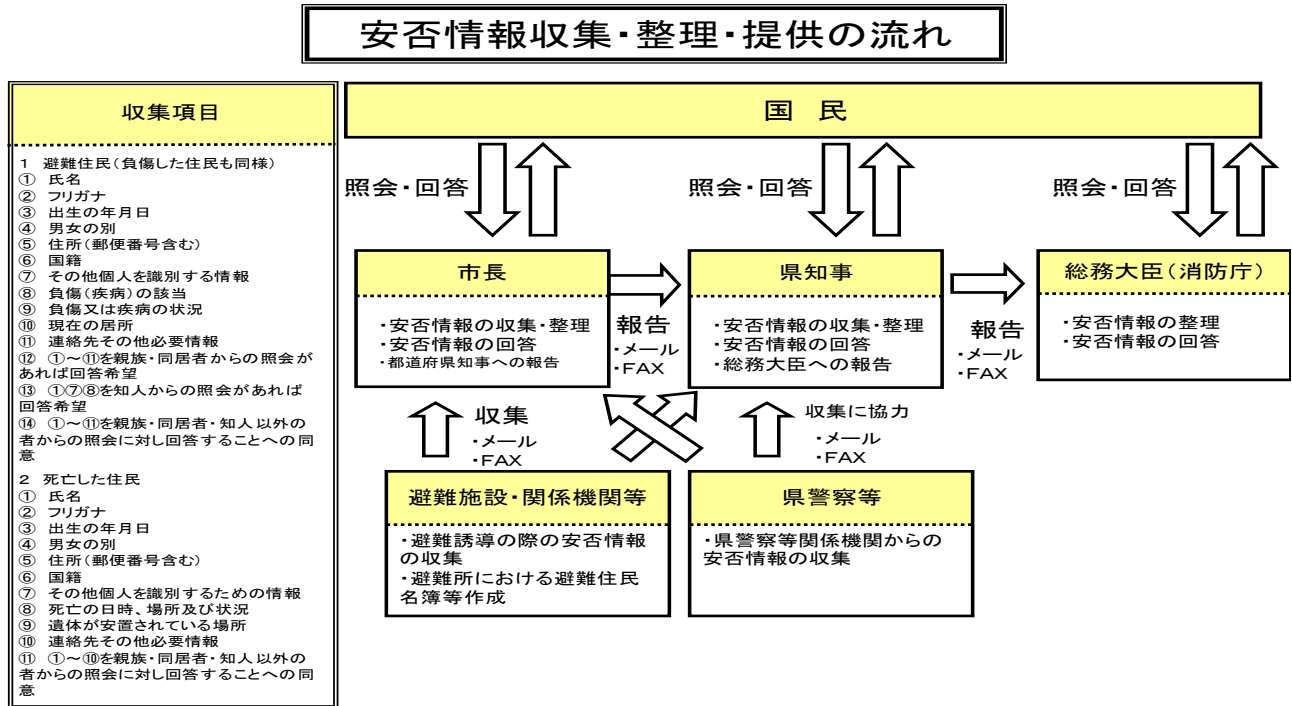 安否情報収集・整理・提供の流れ
収集項目
1 避難住民(負傷した住民も同様)
① 氏名
② フリガナ
③ 出生の年月日
④ 男女の別
⑤ 住所(郵便番号含む)
⑥ 国籍
⑦ その他個人を識別する情報
⑧ 負傷(疾病)の該当
⑨ 負傷又は疾病の状況
⑩ 現在の居所
⑪ 連絡先その他必要情報
⑫ ①～⑪を親族・同居者からの照会が
あれば回答希望
⑬ ①⑦⑧を知人からの照会があれば
回答希望
⑭ ①～⑪を親族・同居者・知人以外の
者からの照会に対し回答することへの同
意
2 死亡した住民
① 氏名
② フリガナ
③ 出生の年月日
④ 男女の別
⑤ 住所(郵便番号含む)
⑥ 国籍
⑦ その他個人を識別するための情報
⑧ 死亡の日時、場所及び状況
⑨ 遺体が安置されている場所
⑩ 連絡先その他必要情報
⑪ ①～⑩を親族・同居者・知人以外の
者からの照会に対し回答することへの同
意
国 民
照会・回答
照会・回答
照会・回答
市長
・安否情報の収集・整理
・安否情報の回答
・都道府県知事への報告
報告
・メール
・FAX
県知事
・安否情報の収集・整理
・安否情報の回答
・総務大臣への報告
報告
・メール
・FAX
総務大臣(消防庁)
・安否情報の整理
・安否情報の回答
収集
・メール
・FAX
収集に協力
・メール
・FAX
避難施設・関係機関等
・避難誘導の際の安否情報
の収集
・避難所における避難住民
名簿等作成
県警察等
・県警察等関係機関からの
安否情報の収集